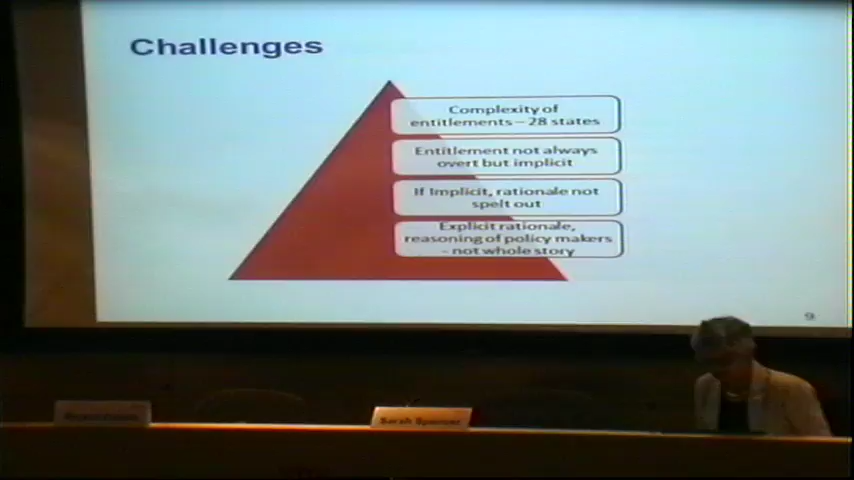 Challenges
Complexity of
entitlements – 28 states
Entitlement not always
overt but implicit
If Implicit, rationale not
spelt out
Explicit rationale,
reasoning of policy makers
– not whole story
9
Sarah Spencer